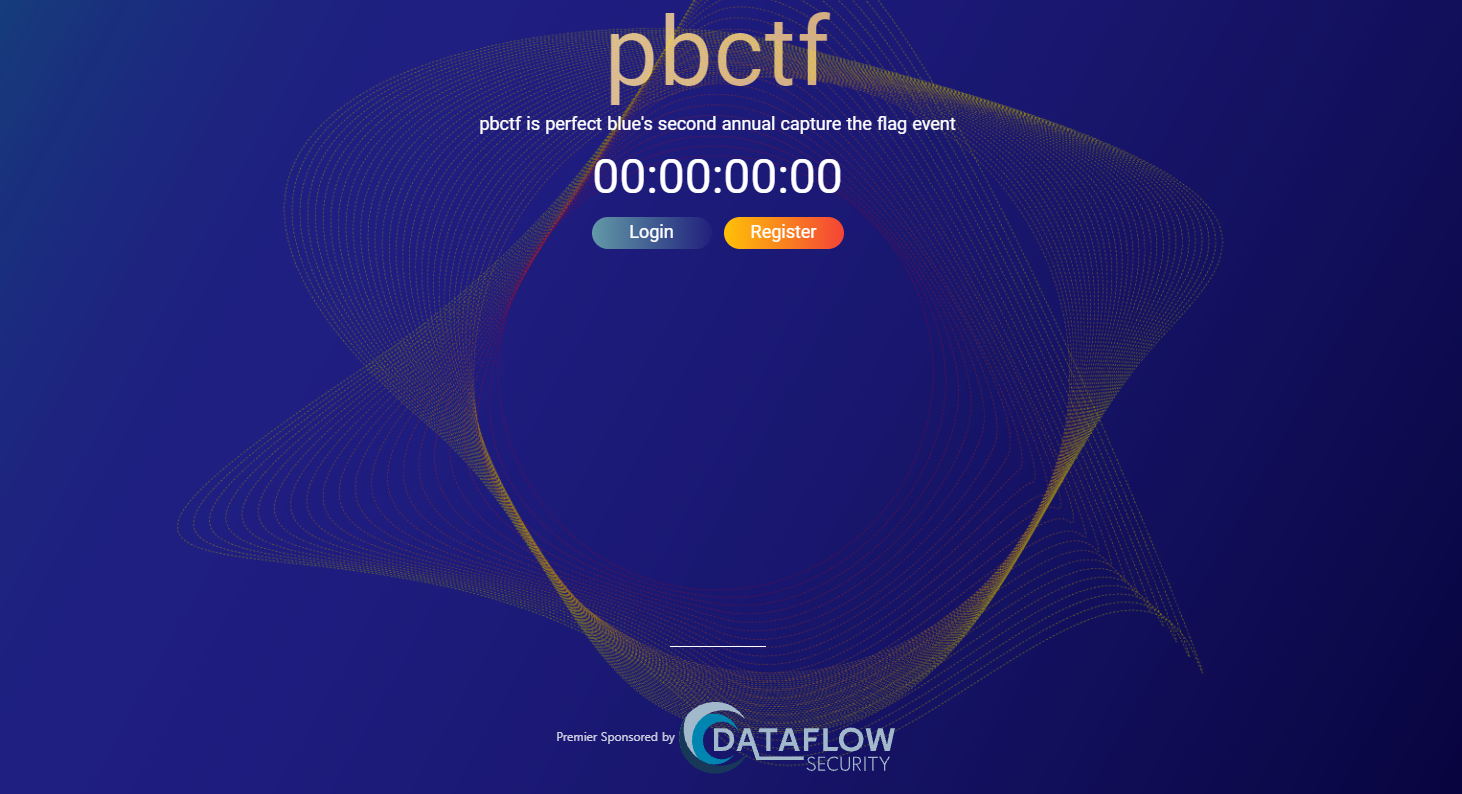 pbctf
pbctf is perfect blue's second annual capture the flag event
00:00:00:00
Login Register
Premier Sponsored by DATAFLOW
SECURITY